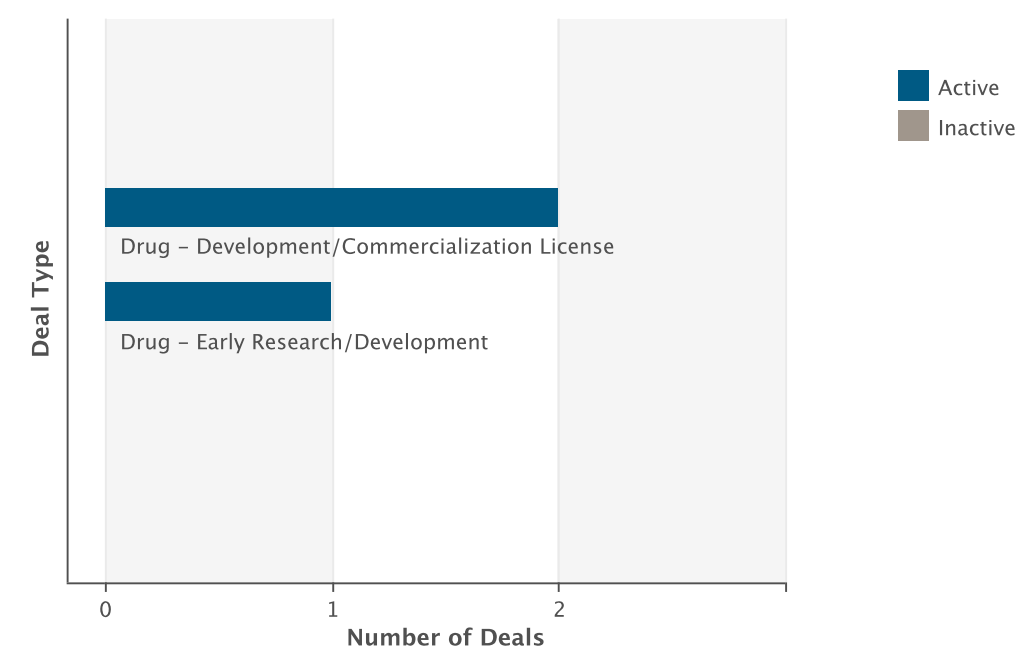 Active
Inactive
Deal Type
Drug – Development/Commercialization License
Drug – Early Research/Development
0 1 2
Number of Deals